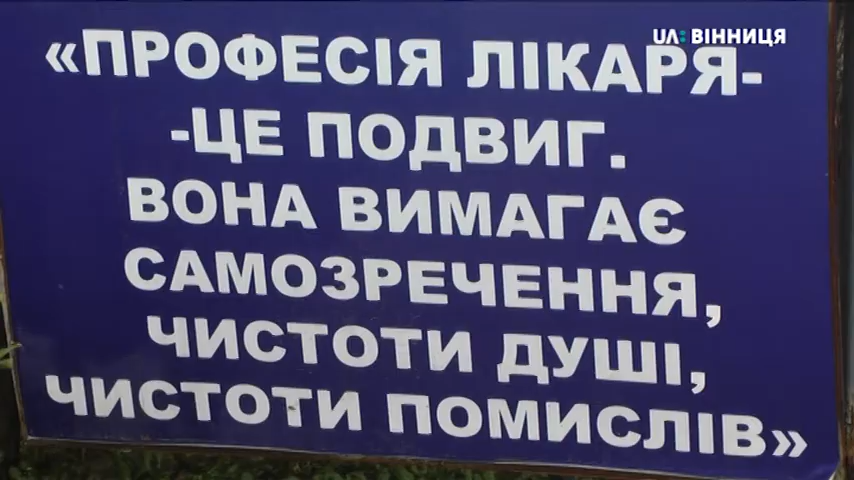 UA: ВІННИЦЯ
«ПРОФЕСІЯ ЛІКАРЯ-
-ЦЕ ПОДВИГ.
ВОНА ВИМАГАЄ
САМОЗРЕЧЕННЯ,
ЧИСТОТИ ДУШІ,
ЧИСТОТИ ПОМИСЛІВ»